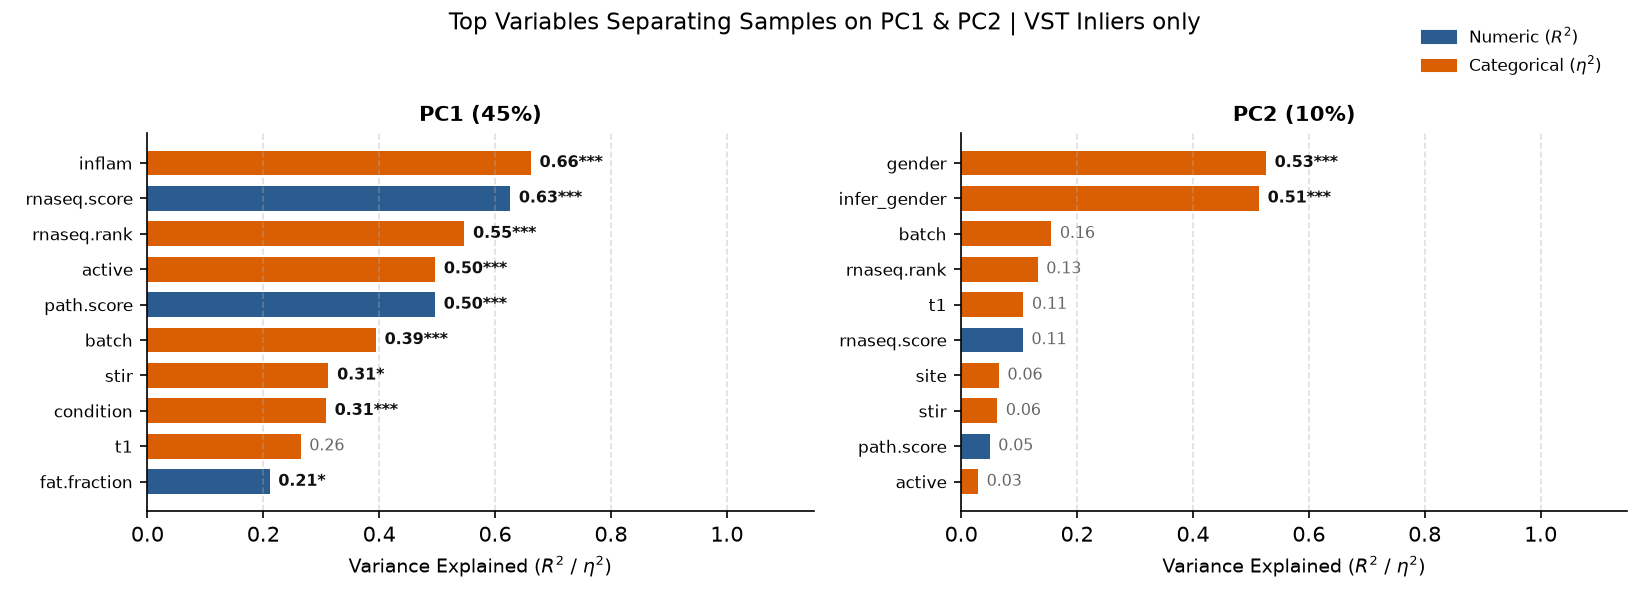 Top Variables Separating Samples on PC1 & PC2 | VST Inliers only
Numeric (R²)
Categorical (η²)
PC1 (45%)
inflam 0.66***
rnaseq.score 0.63***
rnaseq.rank 0.55***
active 0.50***
path.score 0.50***
batch 0.39***
stir 0.31*
condition 0.31***
t1 0.26
fat.fraction 0.21*
0.0 0.2 0.4 0.6 0.8 1.0
Variance Explained (R² / η²)
PC2 (10%)
gender 0.53***
infer_gender 0.51***
batch 0.16
rnaseq.rank 0.13
t1 0.11
rnaseq.score 0.11
site 0.06
stir 0.06
path.score 0.05
active 0.03
0.0 0.2 0.4 0.6 0.8 1.0
Variance Explained (R² / η²)